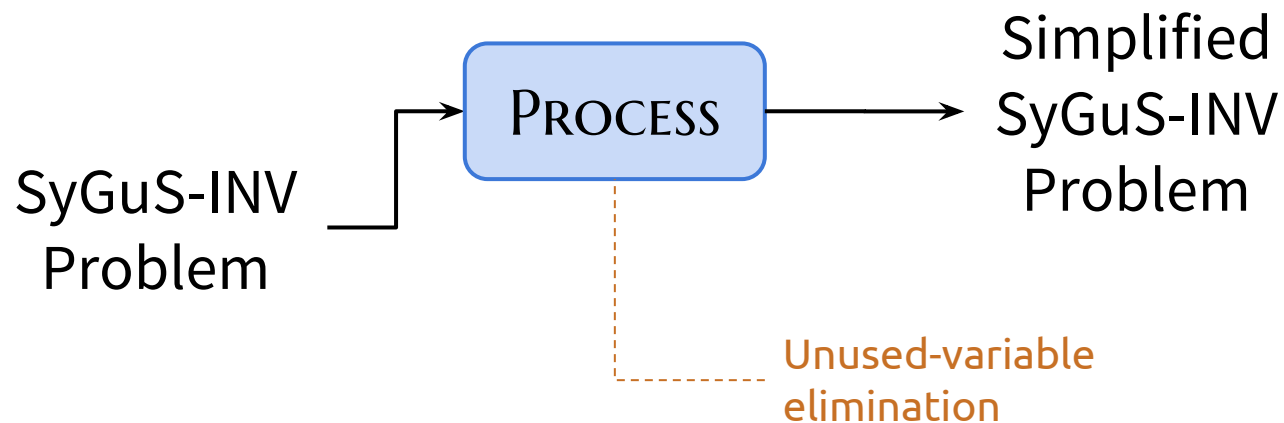 SyGuS-INV
Problem
PROCESS
Simplified
SyGuS-INV
Problem
Unused-variable
elimination